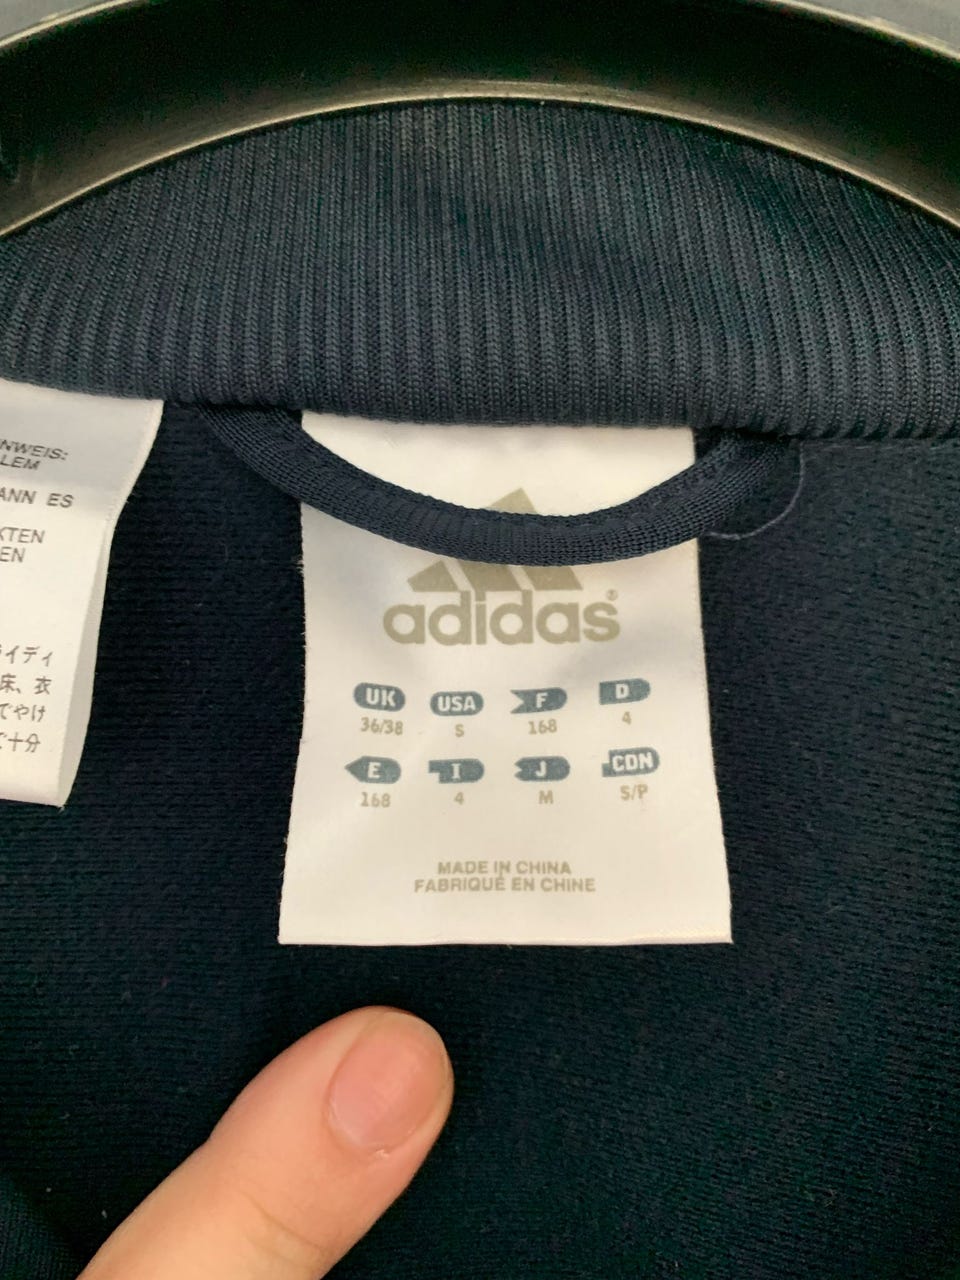 NWEIS:
LEM
ANN ES
KTEN
EN
イディ
床、衣
でやけ
で十分
adidas®
UK USA F D
36/38 S 168 4
E I J CDN
168 4 M S/P
MADE IN CHINA
FABRIQUÉ EN CHINE